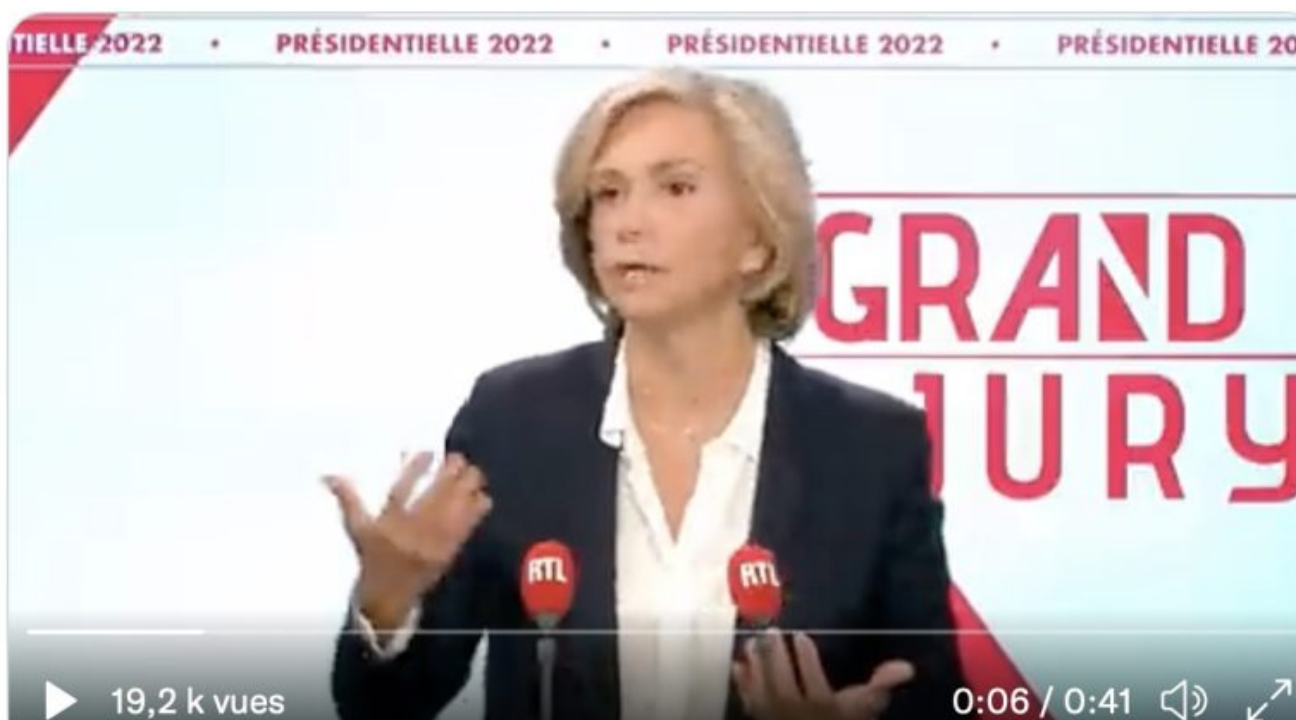 TIELLE 2022 • PRÉSIDENTIELLE 2022 • PRÉSIDENTIELLE 2022 • PRÉSIDENTIELLE 20
GRAND
JURY
RTL RTL
19,2 k vues 0:06 / 0:41